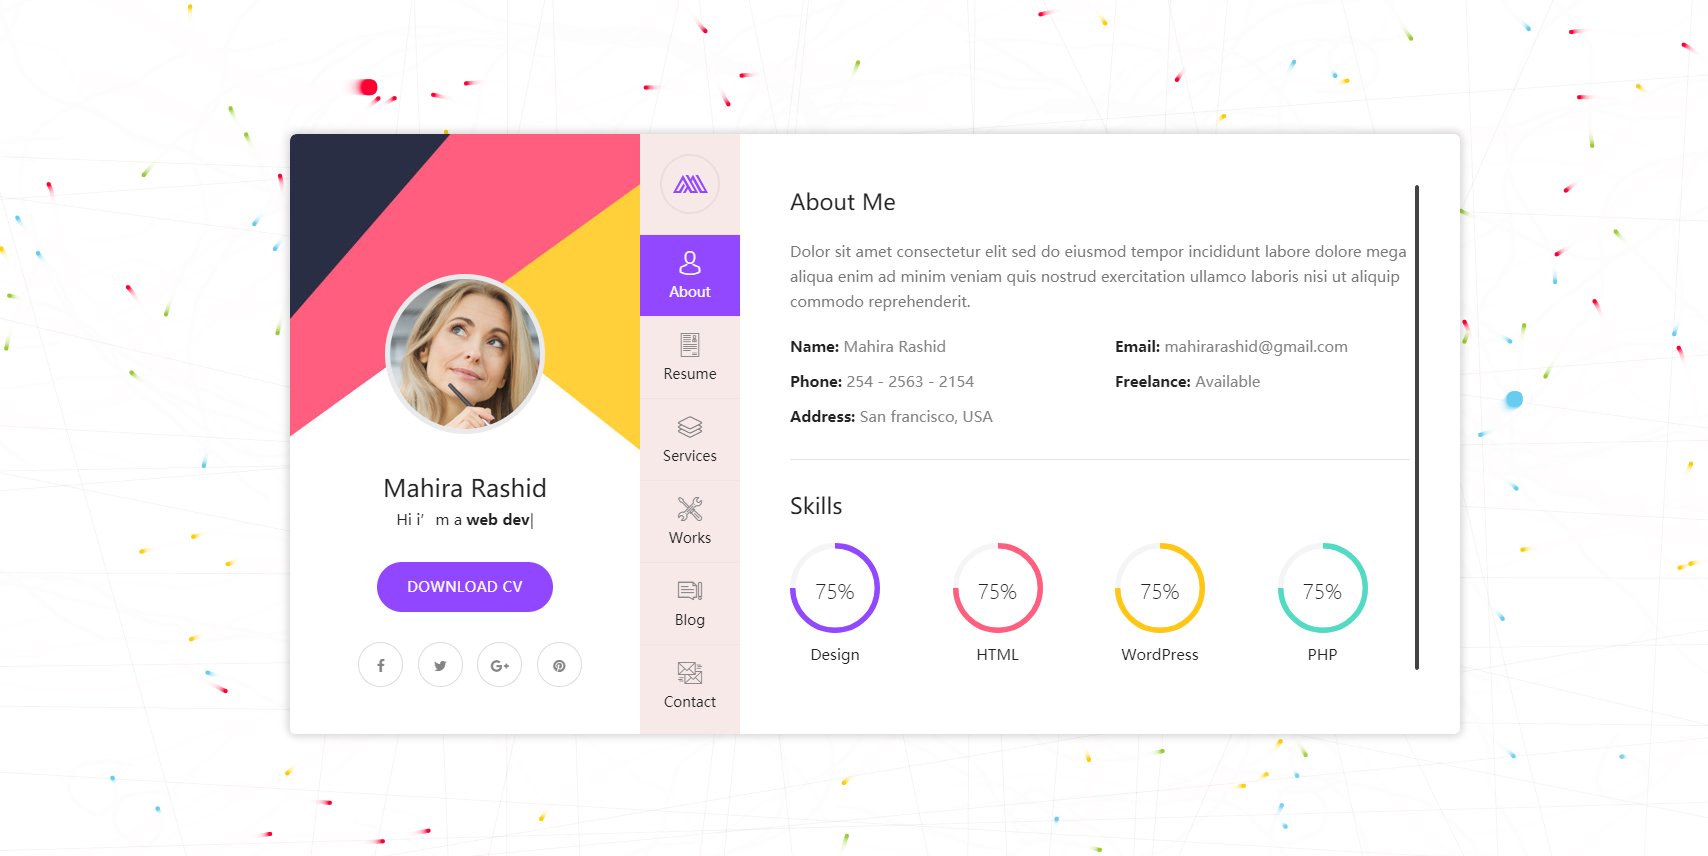 Mahira Rashid
Hi i’ m a web dev|
DOWNLOAD CV
About
Resume
Services
Works
Blog
Contact
About Me
Dolor sit amet consectetur elit sed do eiusmod tempor incididunt labore dolore mega
aliqua enim ad minim veniam quis nostrud exercitation ullamco laboris nisi ut aliquip
commodo reprehenderit.
Name: Mahira Rashid
Email: mahirarashid@gmail.com
Phone: 254 - 2563 - 2154
Freelance: Available
Address: San francisco, USA
Skills
75%
75%
75%
75%
Design
HTML
WordPress
PHP